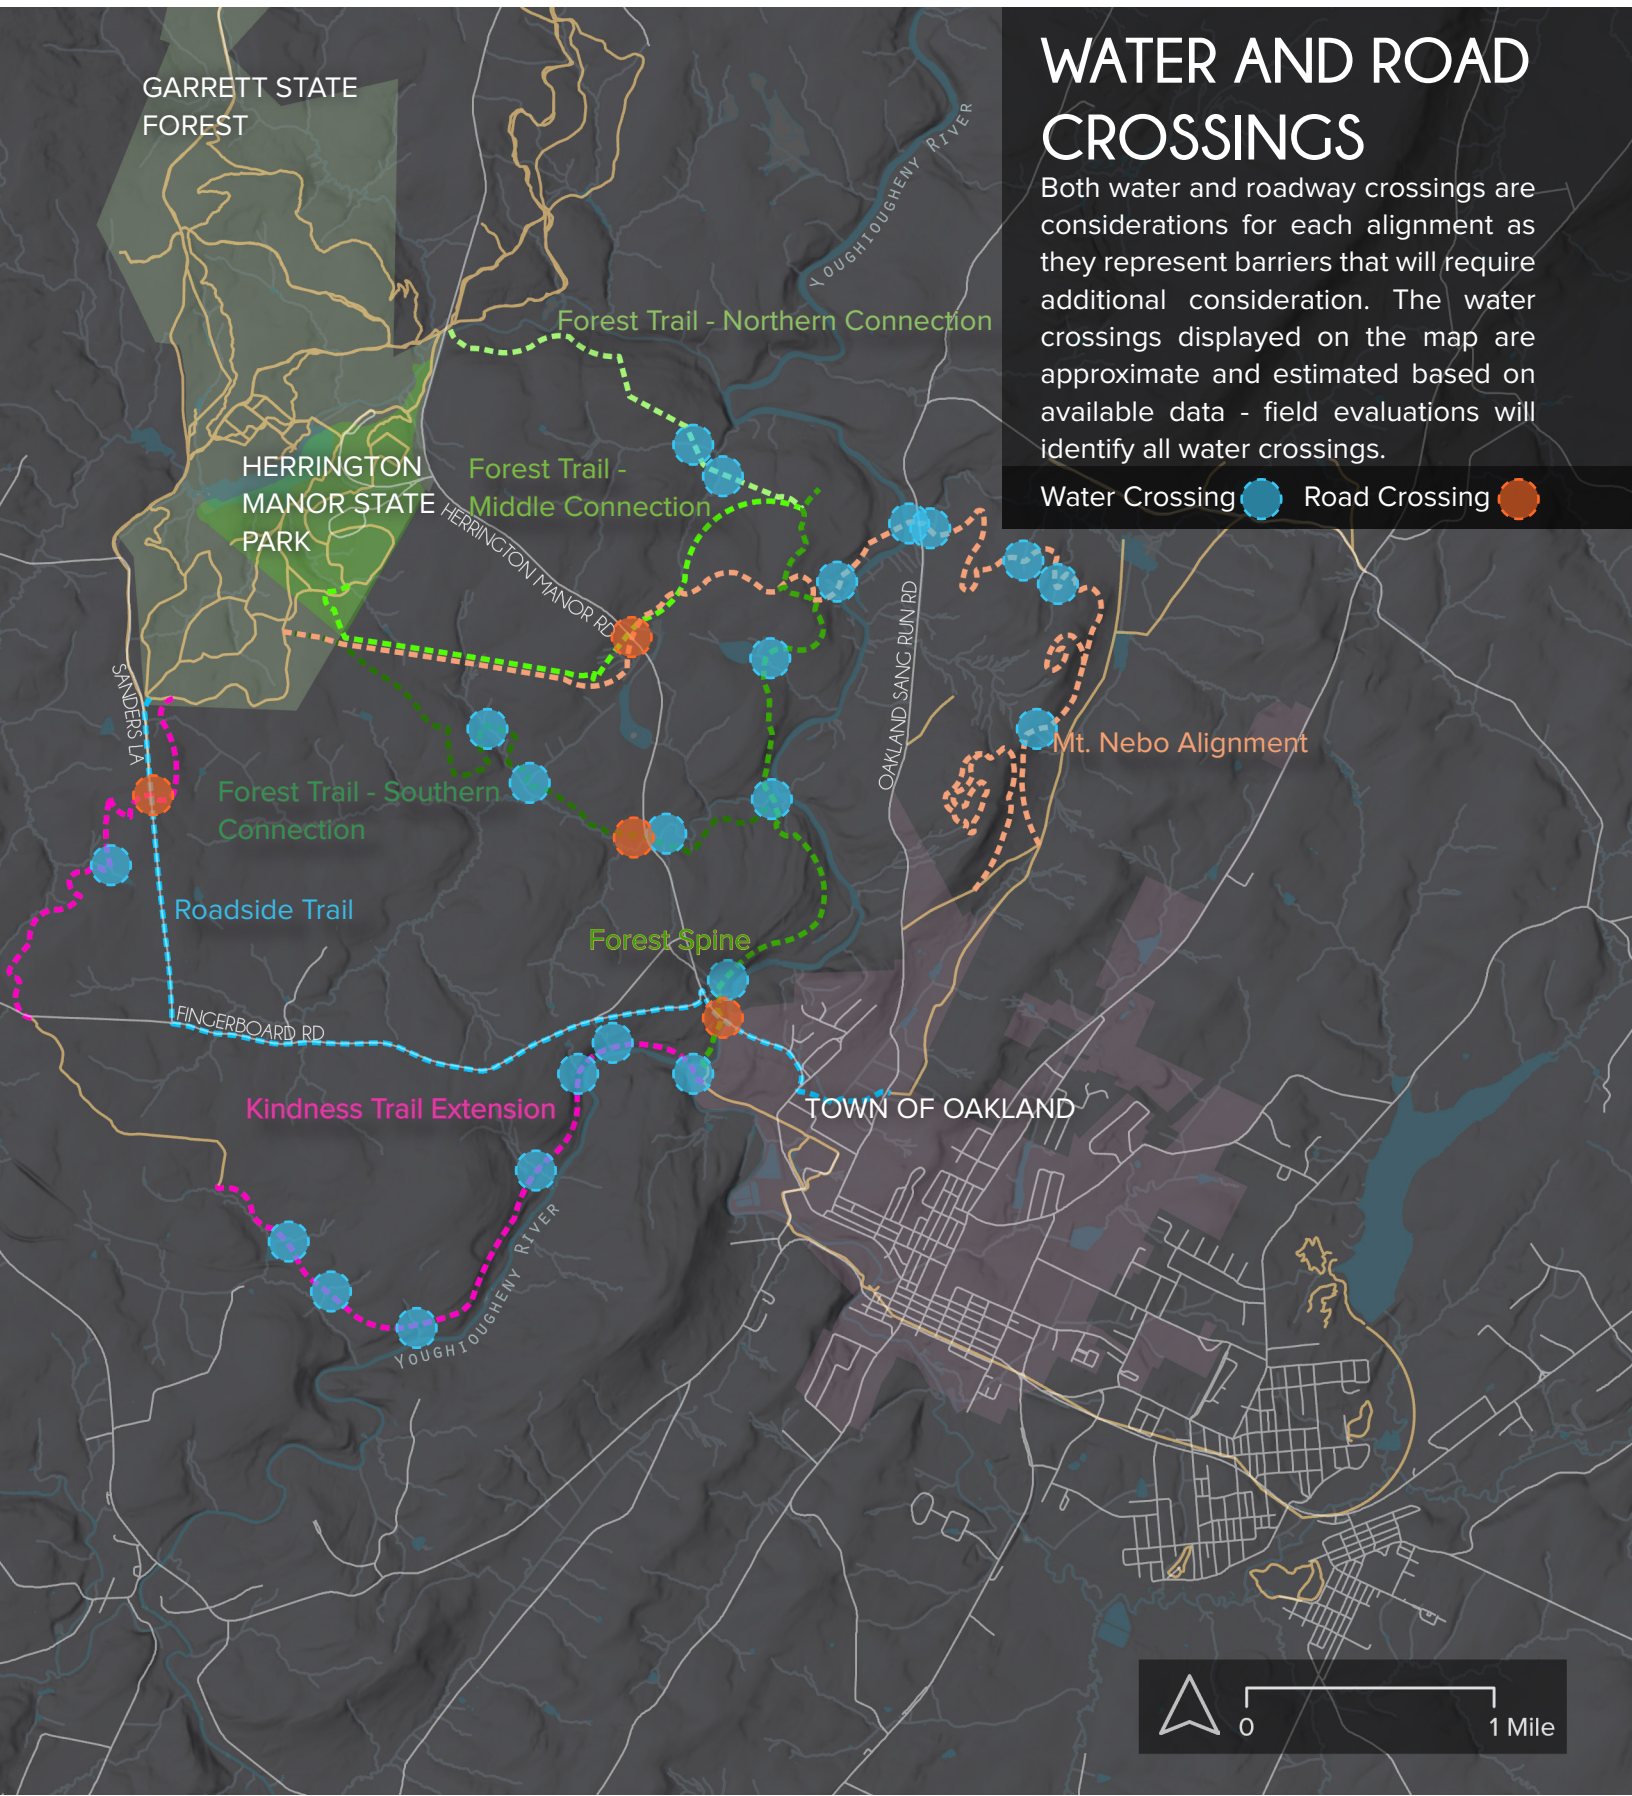 WATER AND ROAD
CROSSINGS
Both water and roadway crossings are
considerations for each alignment as
they represent barriers that will require
additional consideration. The water
crossings displayed on the map are
approximate and estimated based on
available data - field evaluations will
identify all water crossings.
Water Crossing
Road Crossing
GARRETT STATE
FOREST
YOUGHIOUGHENY RIVER
Forest Trail - Northern Connection
HERRINGTON
MANOR STATE
PARK
Forest Trail -
Middle Connection
HERRINGTON MANOR RD
OAKLAND SANG RUN RD
SANDERS LA
Mt. Nebo Alignment
Forest Trail - Southern
Connection
Roadside Trail
Forest Spine
FINGERBOARD RD
Kindness Trail Extension
TOWN OF OAKLAND
YOUGHIOUGHENY RIVER
0
1 Mile